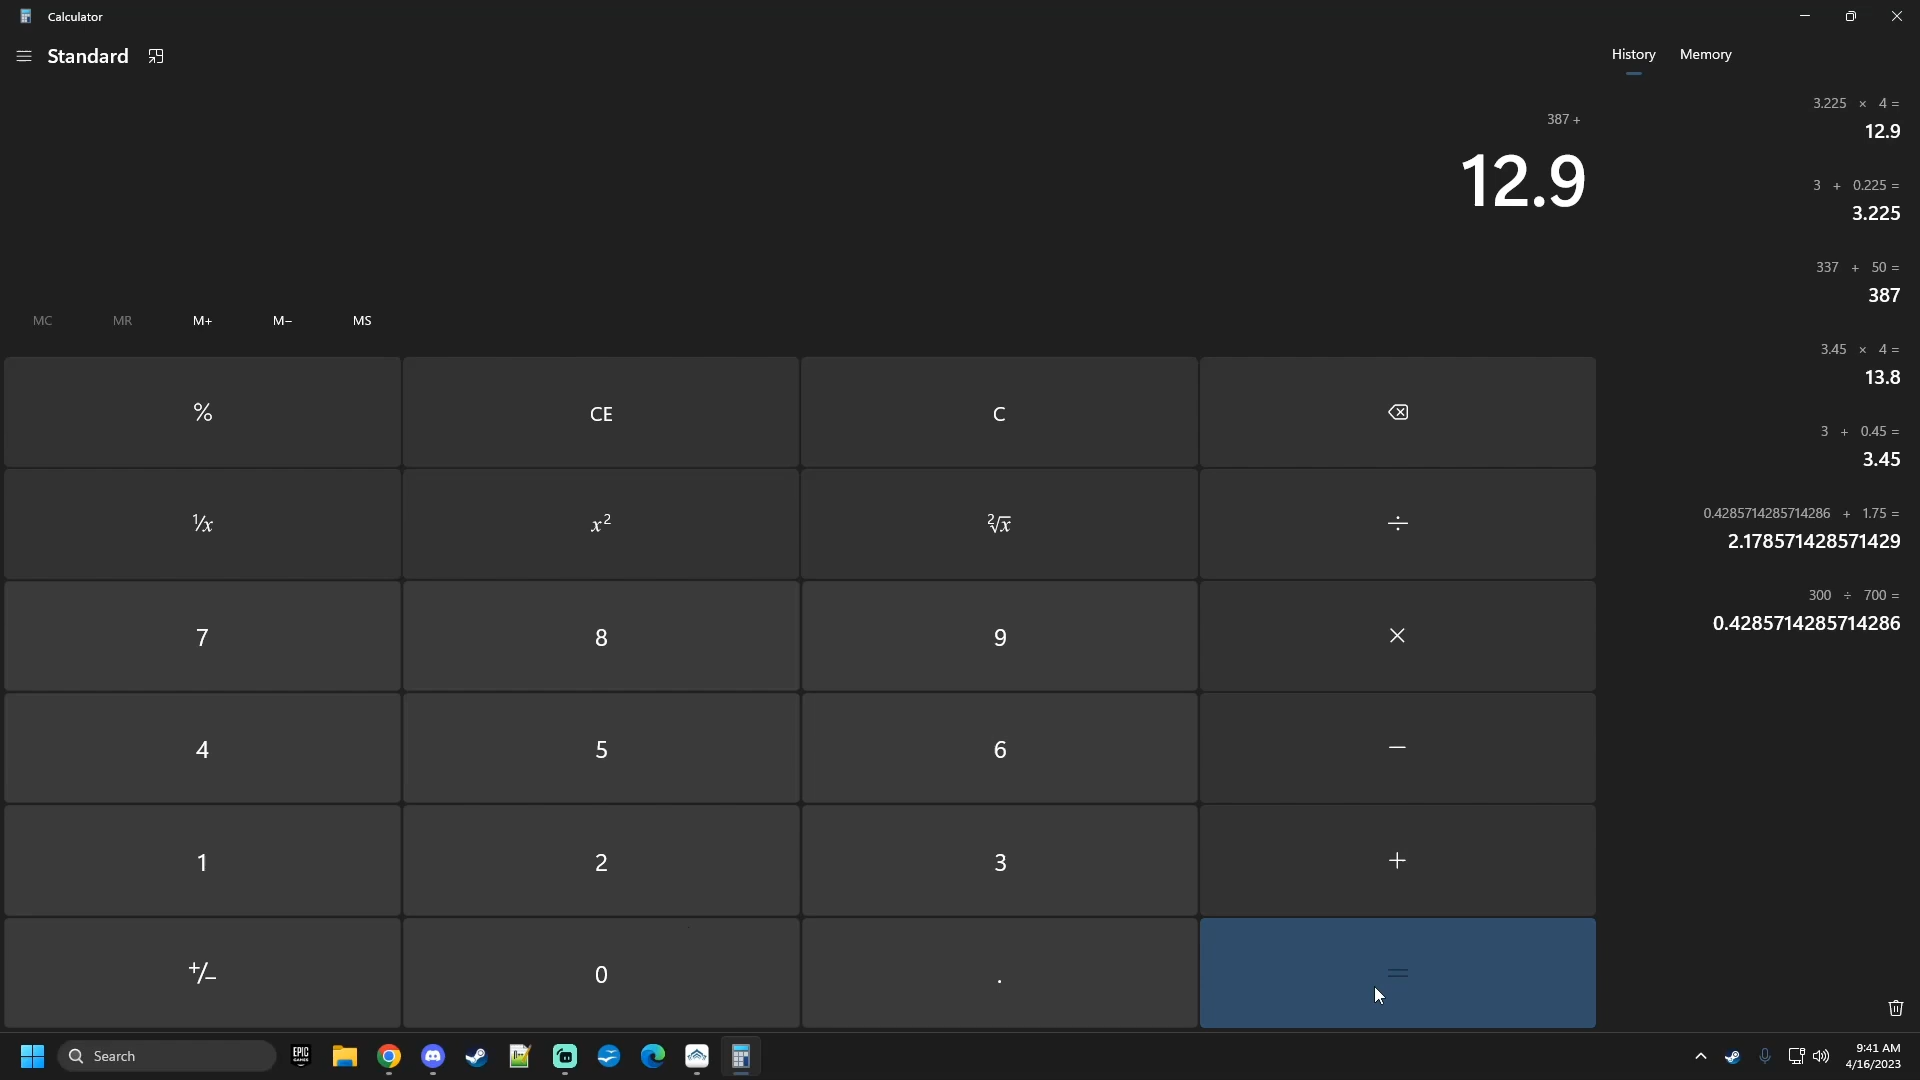 Calculator
Standard
History Memory
387 +
12.9
3.225 × 4 =
12.9
3 + 0.225 =
3.225
337 + 50 =
387
3.45 × 4 =
13.8
3 + 0.45 =
3.45
0.4285714285714286 + 1.75 =
2.178571428571429
300 ÷ 700 =
0.4285714285714286
MC MR M+ M− MS
% CE C
⅟x x² ²√x ÷
7 8 9 ×
4 5 6 −
1 2 3 +
+/− 0 . =
EPIC GAMES
Search
9:41 AM
4/16/2023